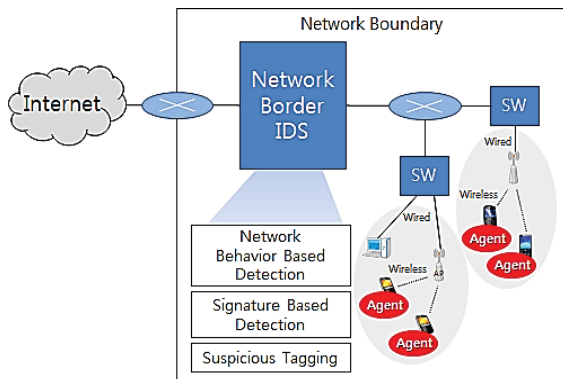 Network Boundary
Internet
Network
Border
IDS
SW
Wired
Wireless
Agent
Agent
SW
Wired
Wireless
AP
Agent
Agent
Network
Behavior Based
Detection
Signature Based
Detection
Suspicious Tagging